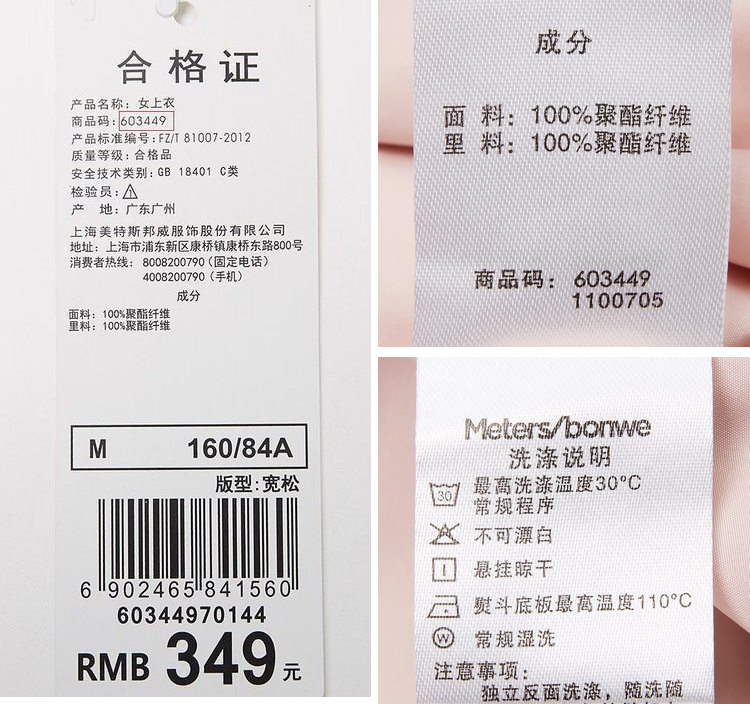 合格证
产品名称：女上衣
商品码：603449
产品标准编号：FZ/T 81007-2012
质量等级：合格品
安全技术类别：GB 18401 C类
检验员：1
产 地：广东广州
上海美特斯邦威服饰股份有限公司
地址：上海市浦东新区康桥镇康桥东路800号
消费者热线：8008200790（固定电话）
4008200790（手机）
成分
面料：100%聚酯纤维
里料：100%聚酯纤维
M 160/84A
版型：宽松
6 902465 841560
60344970144
RMB 349元
成分
面 料：100%聚酯纤维
里 料：100%聚酯纤维
商品码：603449
1100705
Meters/bonwe
洗涤说明
30 最高洗涤温度30°C
常规程序
不可漂白
悬挂晾干
熨斗底板最高温度110°C
W 常规湿洗
注意事项：
独立反面洗涤，随洗随